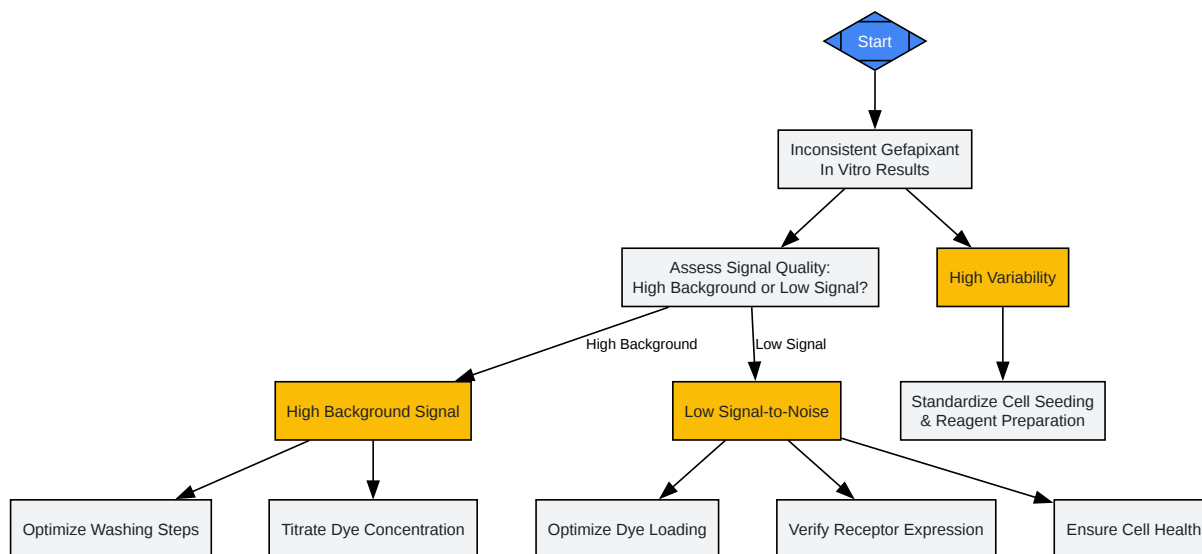 Start
Inconsistent Gefapixant
In Vitro Results
Assess Signal Quality:
High Background or Low Signal?
High Variability
High Background
Low Signal
High Background Signal
Low Signal-to-Noise
Standardize Cell Seeding
& Reagent Preparation
Optimize Washing Steps
Titrate Dye Concentration
Optimize Dye Loading
Verify Receptor Expression
Ensure Cell Health